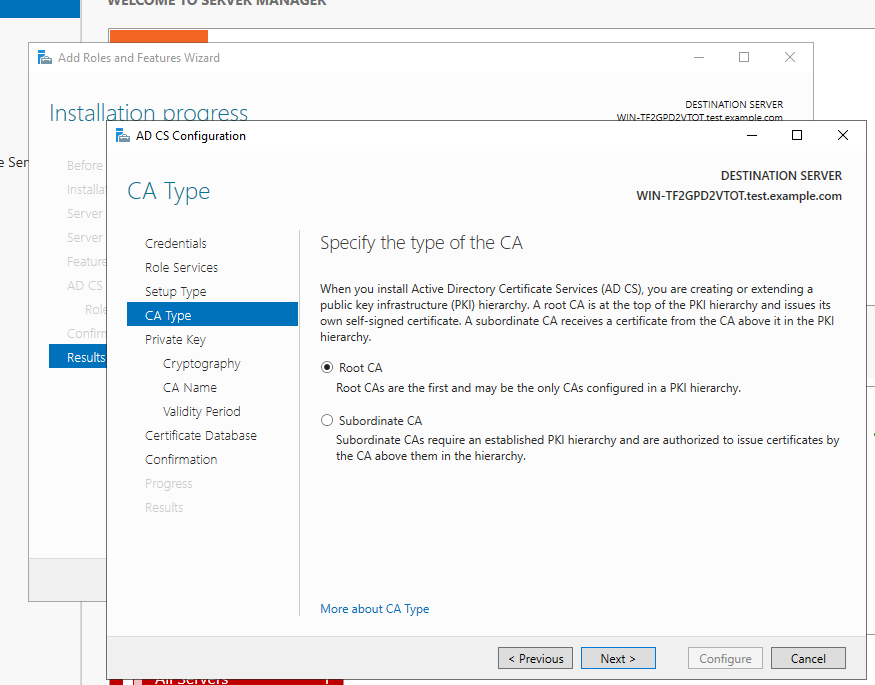 WELCOME TO SERVER MANAGER
Add Roles and Features Wizard
Installation progress
DESTINATION SERVER
WIN-TF2GPD2VTOT.test.example.com
Before
Server
Server
AD CS
Results
AD CS Configuration
CA Type
DESTINATION SERVER
WIN-TF2GPD2VTOT.test.example.com
Credentials
Role Services
Setup Type
CA Type
Private Key
Cryptography
CA Name
Validity Period
Certificate Database
Confirmation
Progress
Results
Specify the type of the CA
When you install Active Directory Certificate Services (AD CS), you are creating or extending a
public key infrastructure (PKI) hierarchy. A root CA is at the top of the PKI hierarchy and issues its
own self-signed certificate. A subordinate CA receives a certificate from the CA above it in the PKI
hierarchy.
Root CA
Root CAs are the first and may be the only CAs configured in a PKI hierarchy.
Subordinate CA
Subordinate CAs require an established PKI hierarchy and are authorized to issue certificates by
the CA above them in the hierarchy.
More about CA Type
< Previous
Next >
Configure
Cancel
All Servers